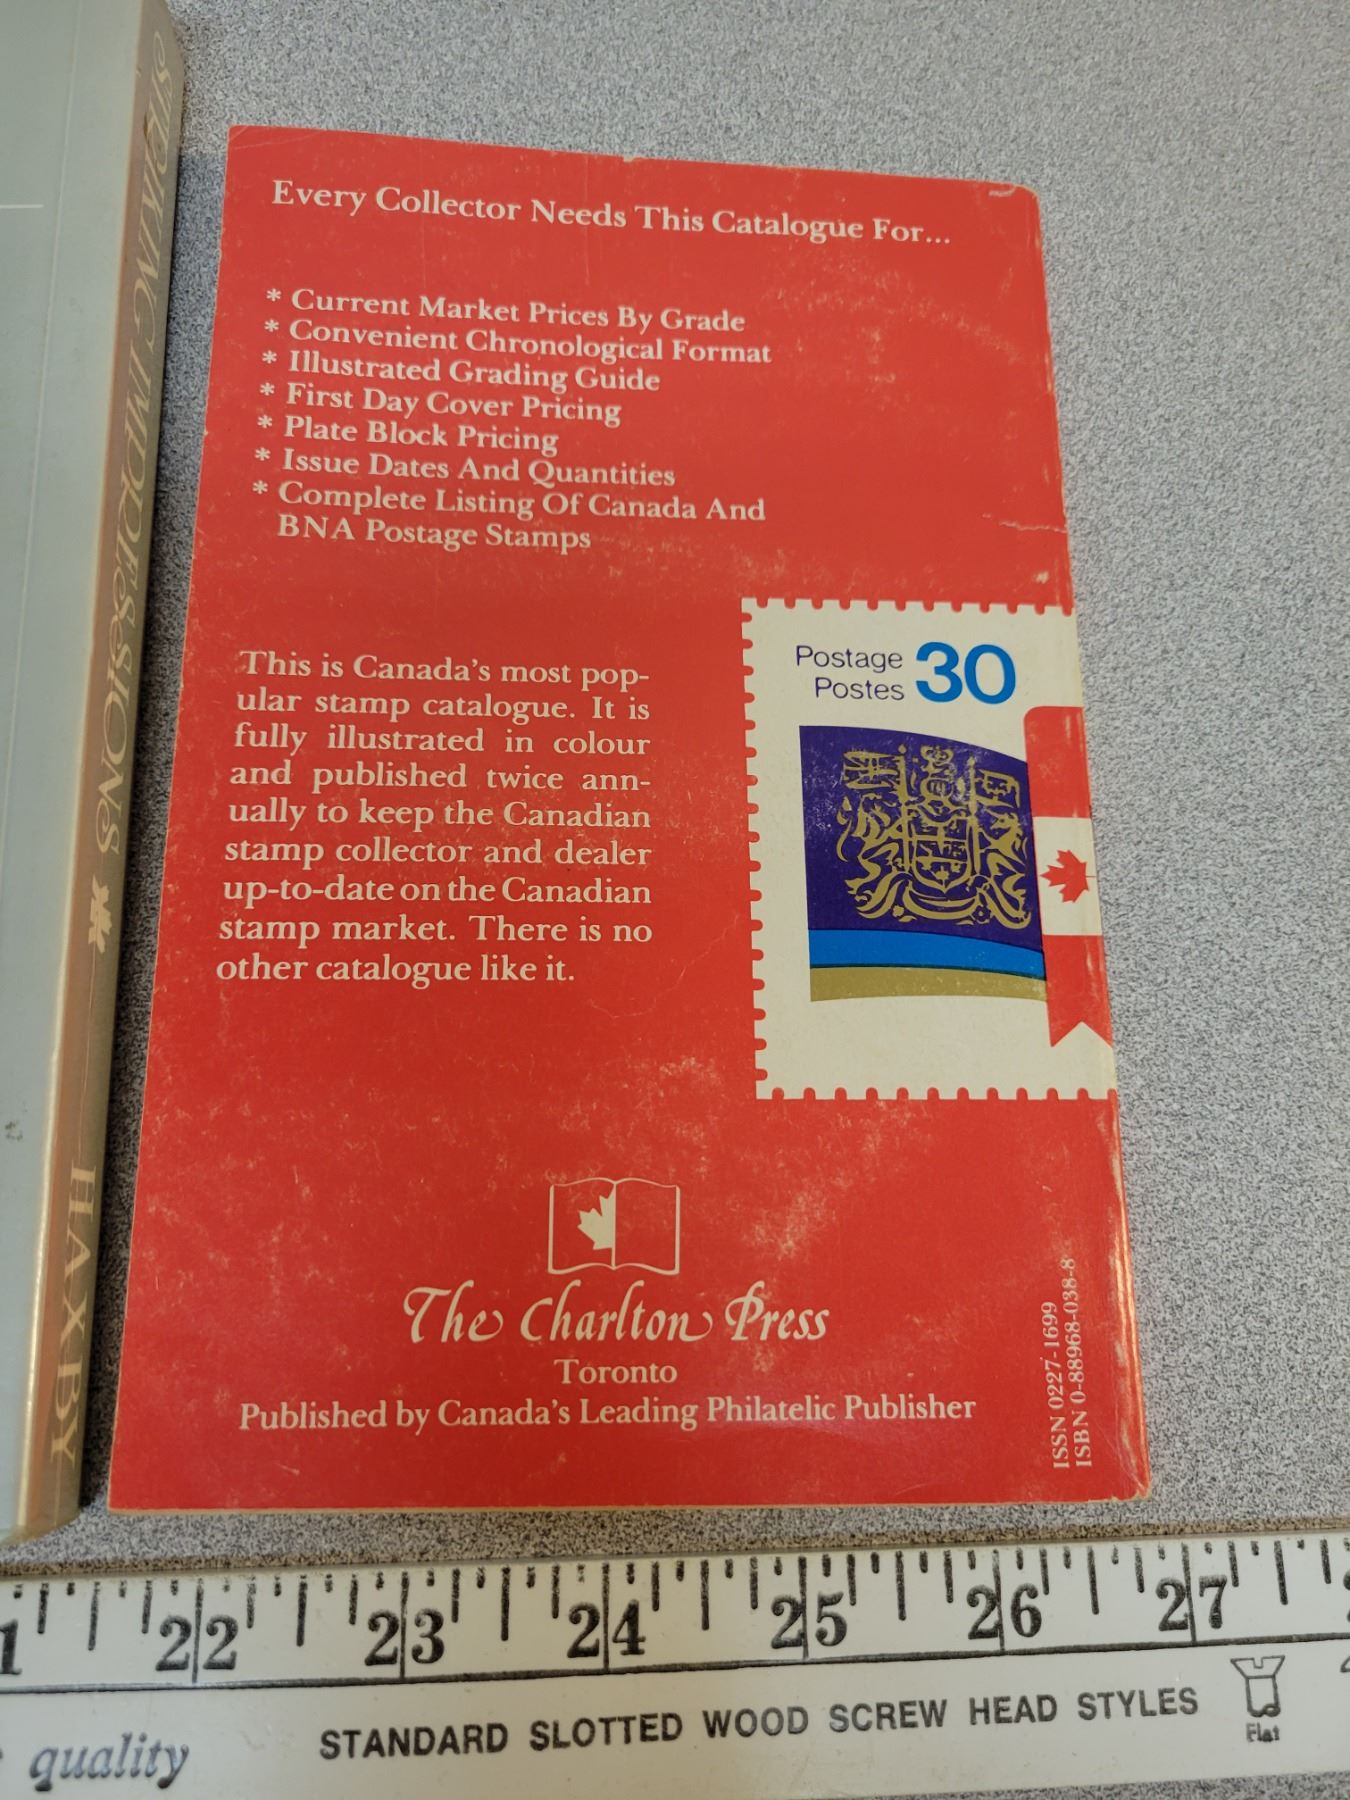 STRIKING IMPRESSIONS
HAXBY
Every Collector Needs This Catalogue For...
* Current Market Prices By Grade
* Convenient Chronological Format
* Illustrated Grading Guide
* First Day Cover Pricing
* Plate Block Pricing
* Issue Dates And Quantities
* Complete Listing Of Canada And
BNA Postage Stamps
This is Canada's most pop-
ular stamp catalogue. It is
fully illustrated in colour
and published twice ann-
ually to keep the Canadian
stamp collector and dealer
up-to-date on the Canadian
stamp market. There is no
other catalogue like it.
Postage 30
Postes
The Charlton Press
Toronto
Published by Canada's Leading Philatelic Publisher
ISSN 0227-1699
ISBN 0-88968-038-8
22 23 24 25 26 27
quality
STANDARD SLOTTED WOOD SCREW HEAD STYLES
Flat